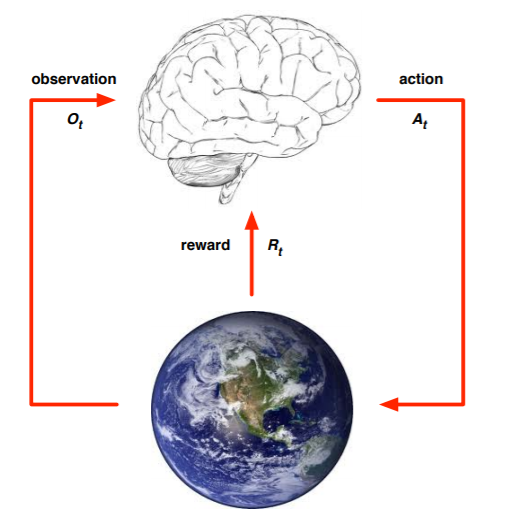 observation
action
O_t
A_t
reward
R_t